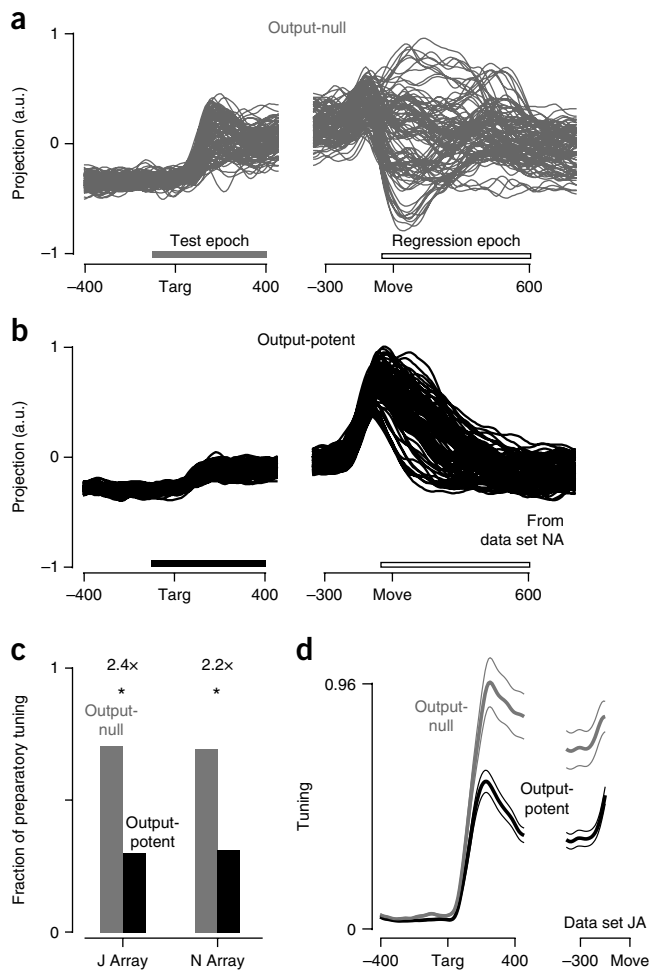 a
Output-null
1
Projection (a.u.)
0
−1
Test epoch
Regression epoch
−400
Targ
400
−300
Move
600
b
Output-potent
1
Projection (a.u.)
0
−1
From
data set NA
−400
Targ
400
−300
Move
600
c
1
Fraction of preparatory tuning
0
2.4×
2.2×
*
*
Output-
null
Output-
potent
J Array
N Array
d
0.96
Tuning
0
Output-
null
Output-
potent
Data set JA
−400
Targ
400
−300
Move